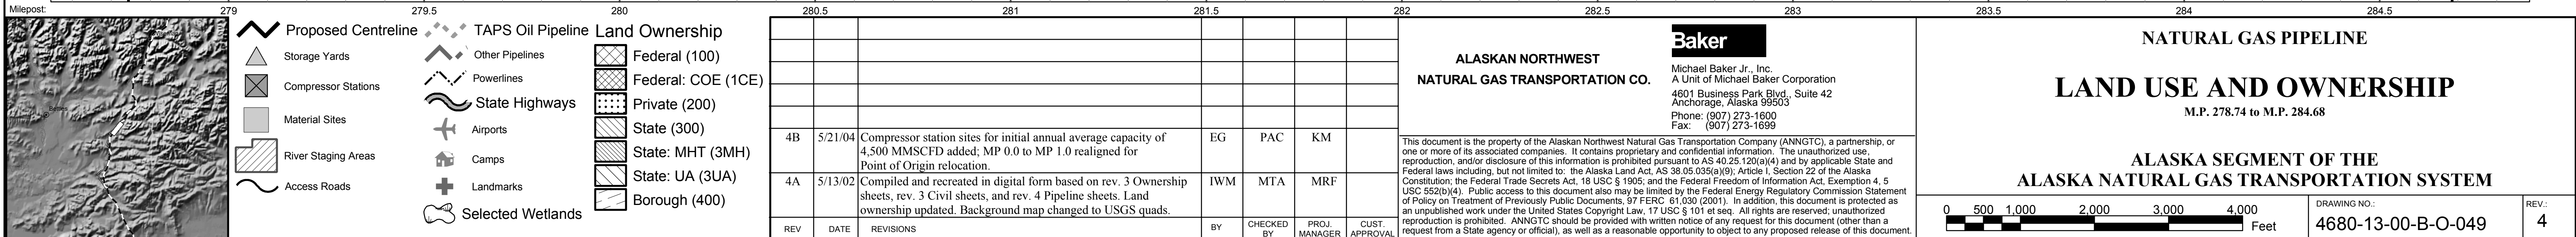 Milepost: 279 279.5 280 280.5 281 281.5 282 282.5 283 283.5 284 284.5
Bettles
Proposed Centreline
Storage Yards
Compressor Stations
Material Sites
River Staging Areas
Access Roads
TAPS Oil Pipeline
Other Pipelines
Powerlines
State Highways
Airports
Camps
Landmarks
Selected Wetlands
Land Ownership
Federal (100)
Federal: COE (1CE)
Private (200)
State (300)
State: MHT (3MH)
State: UA (3UA)
Borough (400)
4B 5/21/04 Compressor station sites for initial annual average capacity of EG PAC KM
4,500 MMSCFD added; MP 0.0 to MP 1.0 realigned for
Point of Origin relocation.
4A 5/13/02 Compiled and recreated in digital form based on rev. 3 Ownership IWM MTA MRF
sheets, rev. 3 Civil sheets, and rev. 4 Pipeline sheets. Land
ownership updated. Background map changed to USGS quads.
REV DATE REVISIONS BY CHECKED BY PROJ. MANAGER CUST. APPROVAL
ALASKAN NORTHWEST
NATURAL GAS TRANSPORTATION CO.
Baker
Michael Baker Jr., Inc.
A Unit of Michael Baker Corporation
4601 Business Park Blvd., Suite 42
Anchorage, Alaska 99503
Phone: (907) 273-1600
Fax: (907) 273-1699
This document is the property of the Alaskan Northwest Natural Gas Transportation Company (ANNGTC), a partnership, or
one or more of its associated companies. It contains proprietary and confidential information. The unauthorized use,
reproduction, and/or disclosure of this information is prohibited pursuant to AS 40.25.120(a)(4) and by applicable State and
Federal laws including, but not limited to: the Alaska Land Act, AS 38.05.035(a)(9); Article I, Section 22 of the Alaska
Constitution; the Federal Trade Secrets Act, 18 USC § 1905; and the Federal Freedom of Information Act, Exemption 4, 5
USC 552(b)(4). Public access to this document also may be limited by the Federal Energy Regulatory Commission Statement
of Policy on Treatment of Previously Public Documents, 97 FERC 61,030 (2001). In addition, this document is protected as
an unpublished work under the United States Copyright Law, 17 USC § 101 et seq. All rights are reserved; unauthorized
reproduction is prohibited. ANNGTC should be provided with written notice of any request for this document (other than a
request from a State agency or official), as well as a reasonable opportunity to object to any proposed release of this document.
NATURAL GAS PIPELINE
LAND USE AND OWNERSHIP
M.P. 278.74 to M.P. 284.68
ALASKA SEGMENT OF THE
ALASKA NATURAL GAS TRANSPORTATION SYSTEM
0 500 1,000 2,000 3,000 4,000
Feet
DRAWING NO.:
4680-13-00-B-O-049
REV.:
4